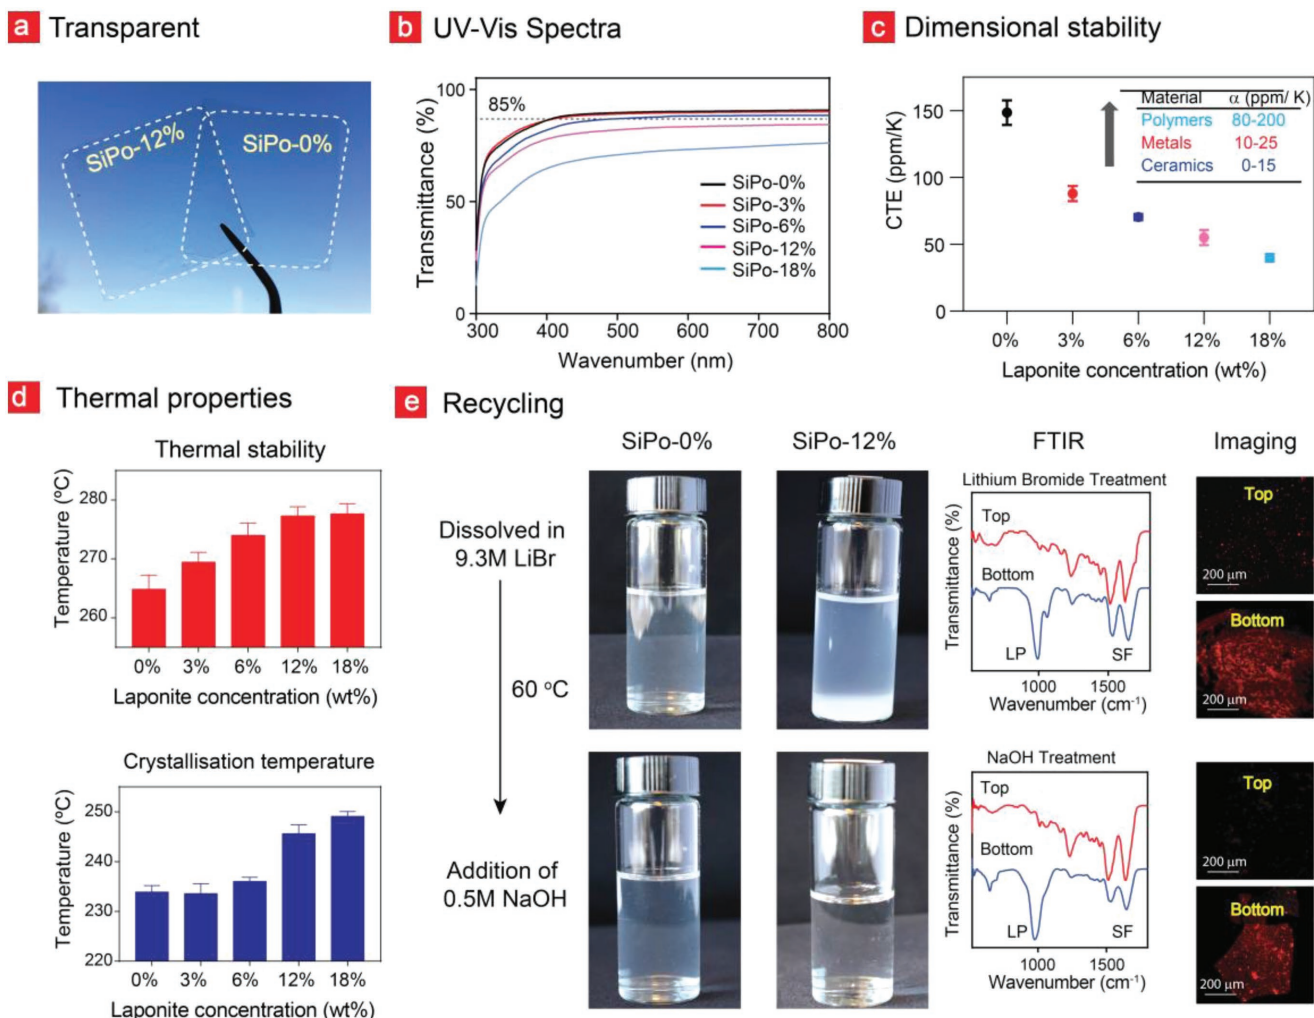 a Transparent
SiPo-12%
SiPo-0%
b UV-Vis Spectra
Transmittance (%)
100
50
0
85%
SiPo-0%
SiPo-3%
SiPo-6%
SiPo-12%
SiPo-18%
300 400 500 600 700 800
Wavenumber (nm)
c Dimensional stability
CTE (ppm/K)
150
100
50
0
Material α (ppm/ K)
Polymers 80-200
Metals 10-25
Ceramics 0-15
0% 3% 6% 12% 18%
Laponite concentration (wt%)
d Thermal properties
Thermal stability
Temperature (ºC)
280
270
260
0% 3% 6% 12% 18%
Laponite concentration (wt%)
Crystallisation temperature
Temperature (ºC)
250
240
230
220
0% 3% 6% 12% 18%
Laponite concentration (wt%)
e Recycling
SiPo-0% SiPo-12% FTIR Imaging
Dissolved in
9.3M LiBr
60 ºC
Addition of
0.5M NaOH
Lithium Bromide Treatment
Transmittance (%)
Top
Bottom
LP SF
1000 1500
Wavenumber (cm⁻¹)
Top
200 µm
Bottom
200 µm
NaOH Treatment
Transmittance (%)
Top
Bottom
LP SF
1000 1500
Wavenumber (cm⁻¹)
Top
200 µm
Bottom
200 µm